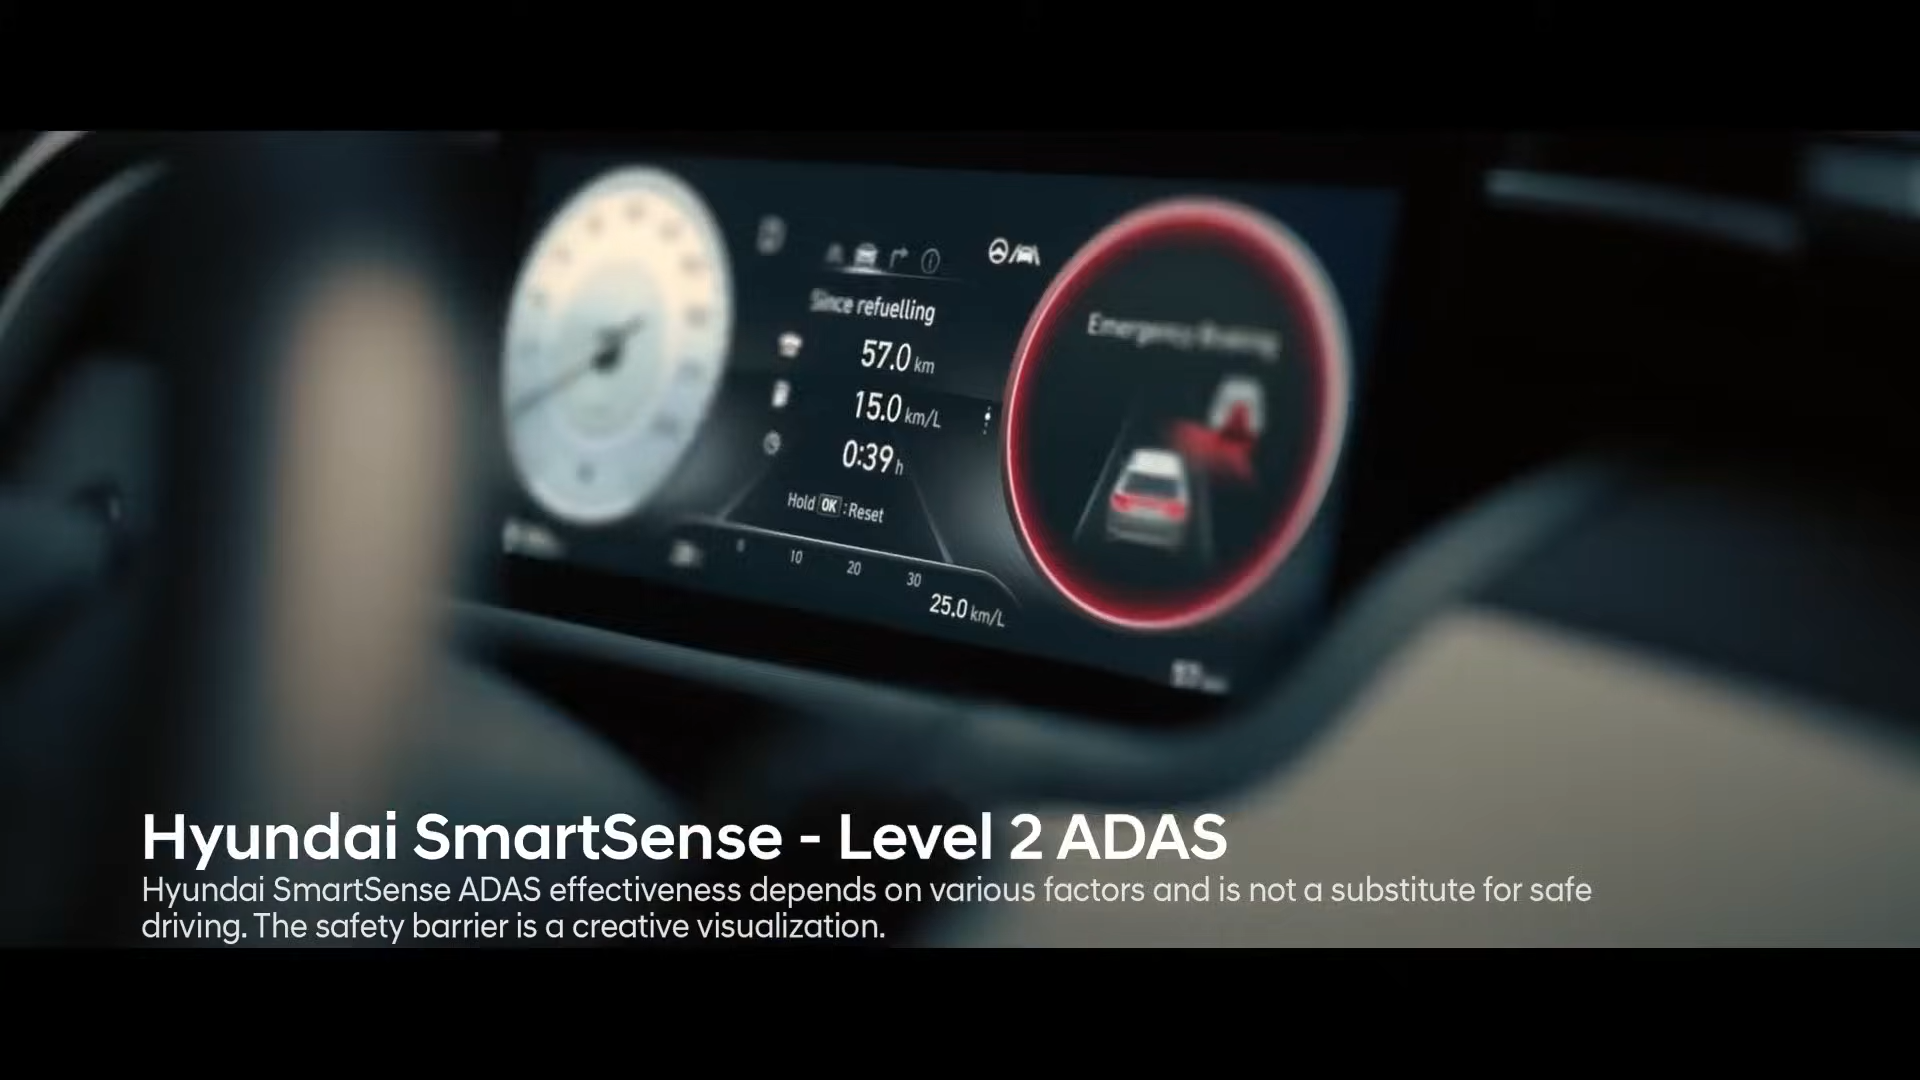 Since refuelling
57.0 km
15.0 km/L
0:39 h
Hold OK : Reset
10
20
30
25.0 km/L
Emergency Braking
Hyundai SmartSense - Level 2 ADAS
Hyundai SmartSense ADAS effectiveness depends on various factors and is not a substitute for safe
driving. The safety barrier is a creative visualization.